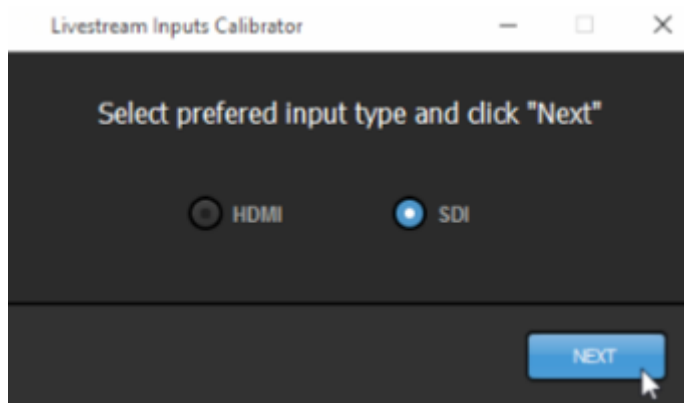 Livestream Inputs Calibrator
Select prefered input type and click "Next"
HDMI SDI
NEXT